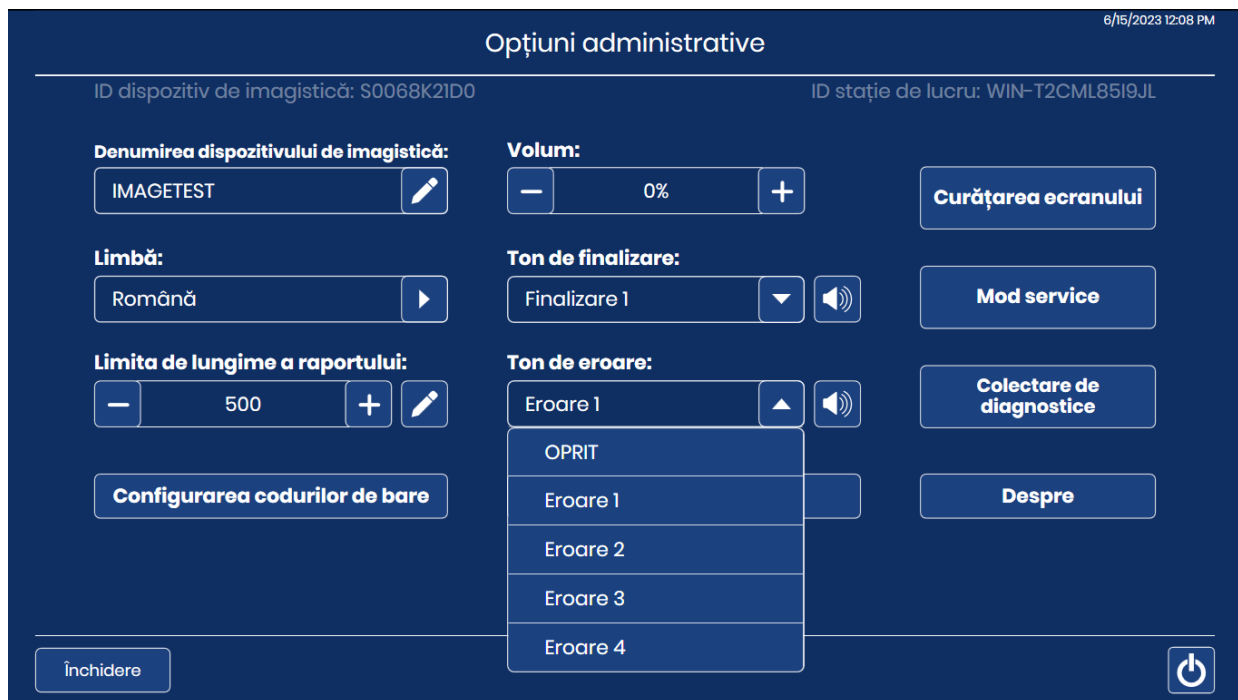 6/15/2023 12:08 PM
Opțiuni administrative
ID dispozitiv de imagistică: S0068K21D0
ID stație de lucru: WIN-T2CML85I9JL
Denumirea dispozitivului de imagistică:
IMAGETEST
Volum:
0%
Curățarea ecranului
Limbă:
Română
Ton de finalizare:
Finalizare 1
Mod service
Limita de lungime a raportului:
500
Ton de eroare:
Eroare 1
Colectare de
diagnostice
OPRIT
Eroare 1
Eroare 2
Eroare 3
Eroare 4
Configurarea codurilor de bare
Despre
Închidere